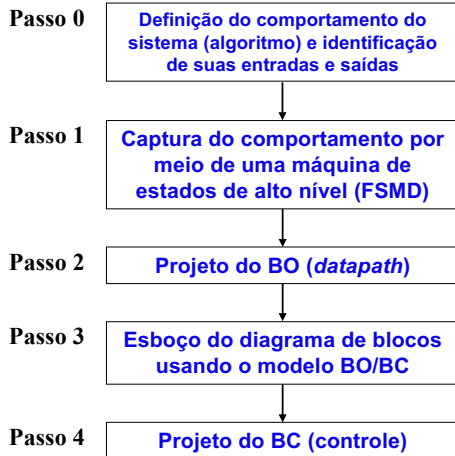 Passo 0
Definição do comportamento do
sistema (algoritmo) e identificação
de suas entradas e saídas
Passo 1
Captura do comportamento por
meio de uma máquina de
estados de alto nível (FSMD)
Passo 2
Projeto do BO (datapath)
Passo 3
Esboço do diagrama de blocos
usando o modelo BO/BC
Passo 4
Projeto do BC (controle)